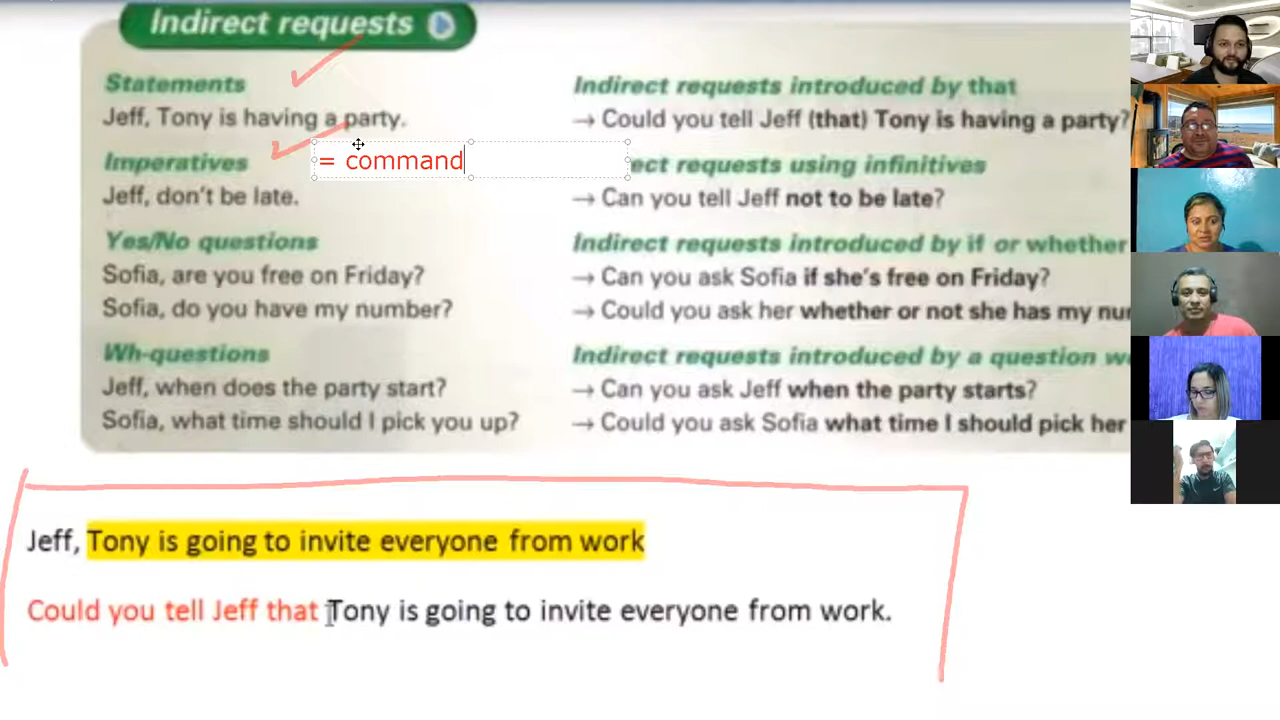 Indirect requests
Statements
Jeff, Tony is having a party.
Imperatives
= command
Jeff, don't be late.
Yes/No questions
Sofia, are you free on Friday?
Sofia, do you have my number?
Wh-questions
Jeff, when does the party start?
Sofia, what time should I pick you up?
Indirect requests introduced by that
→ Could you tell Jeff (that) Tony is having a party?
ect requests using infinitives
→ Can you tell Jeff not to be late?
Indirect requests introduced by if or whether
→ Can you ask Sofia if she's free on Friday?
→ Could you ask her whether or not she has my
Indirect requests introduced by a question
→ Can you ask Jeff when the party starts?
→ Could you ask Sofia what time I should pick her
Jeff, Tony is going to invite everyone from work
Could you tell Jeff that Tony is going to invite everyone from work.